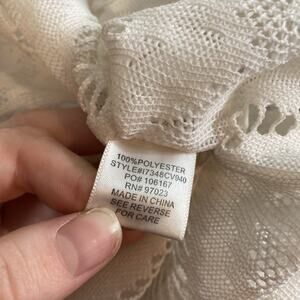 100%POLYESTER
STYLE#I7348CV940
PO# 106167
RN# 97023
MADE IN CHINA
SEE REVERSE
FOR CARE